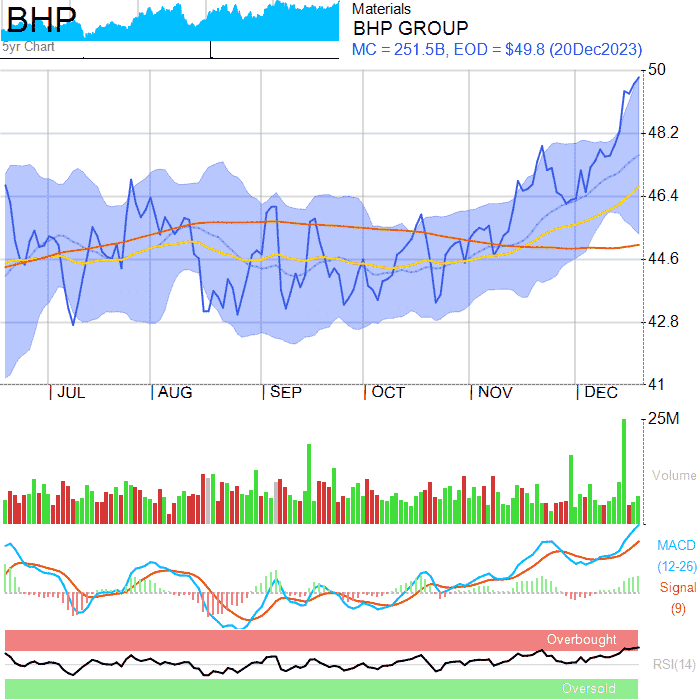 BHP
5yr Chart
Materials
BHP GROUP
MC = 251.5B, EOD = $49.8 (20Dec2023)
50
48.2
46.4
44.6
42.8
41
JUL AUG SEP OCT NOV DEC
25M
Volume
MACD
(12-26)
Signal
(9)
Overbought
RSI(14)
Oversold